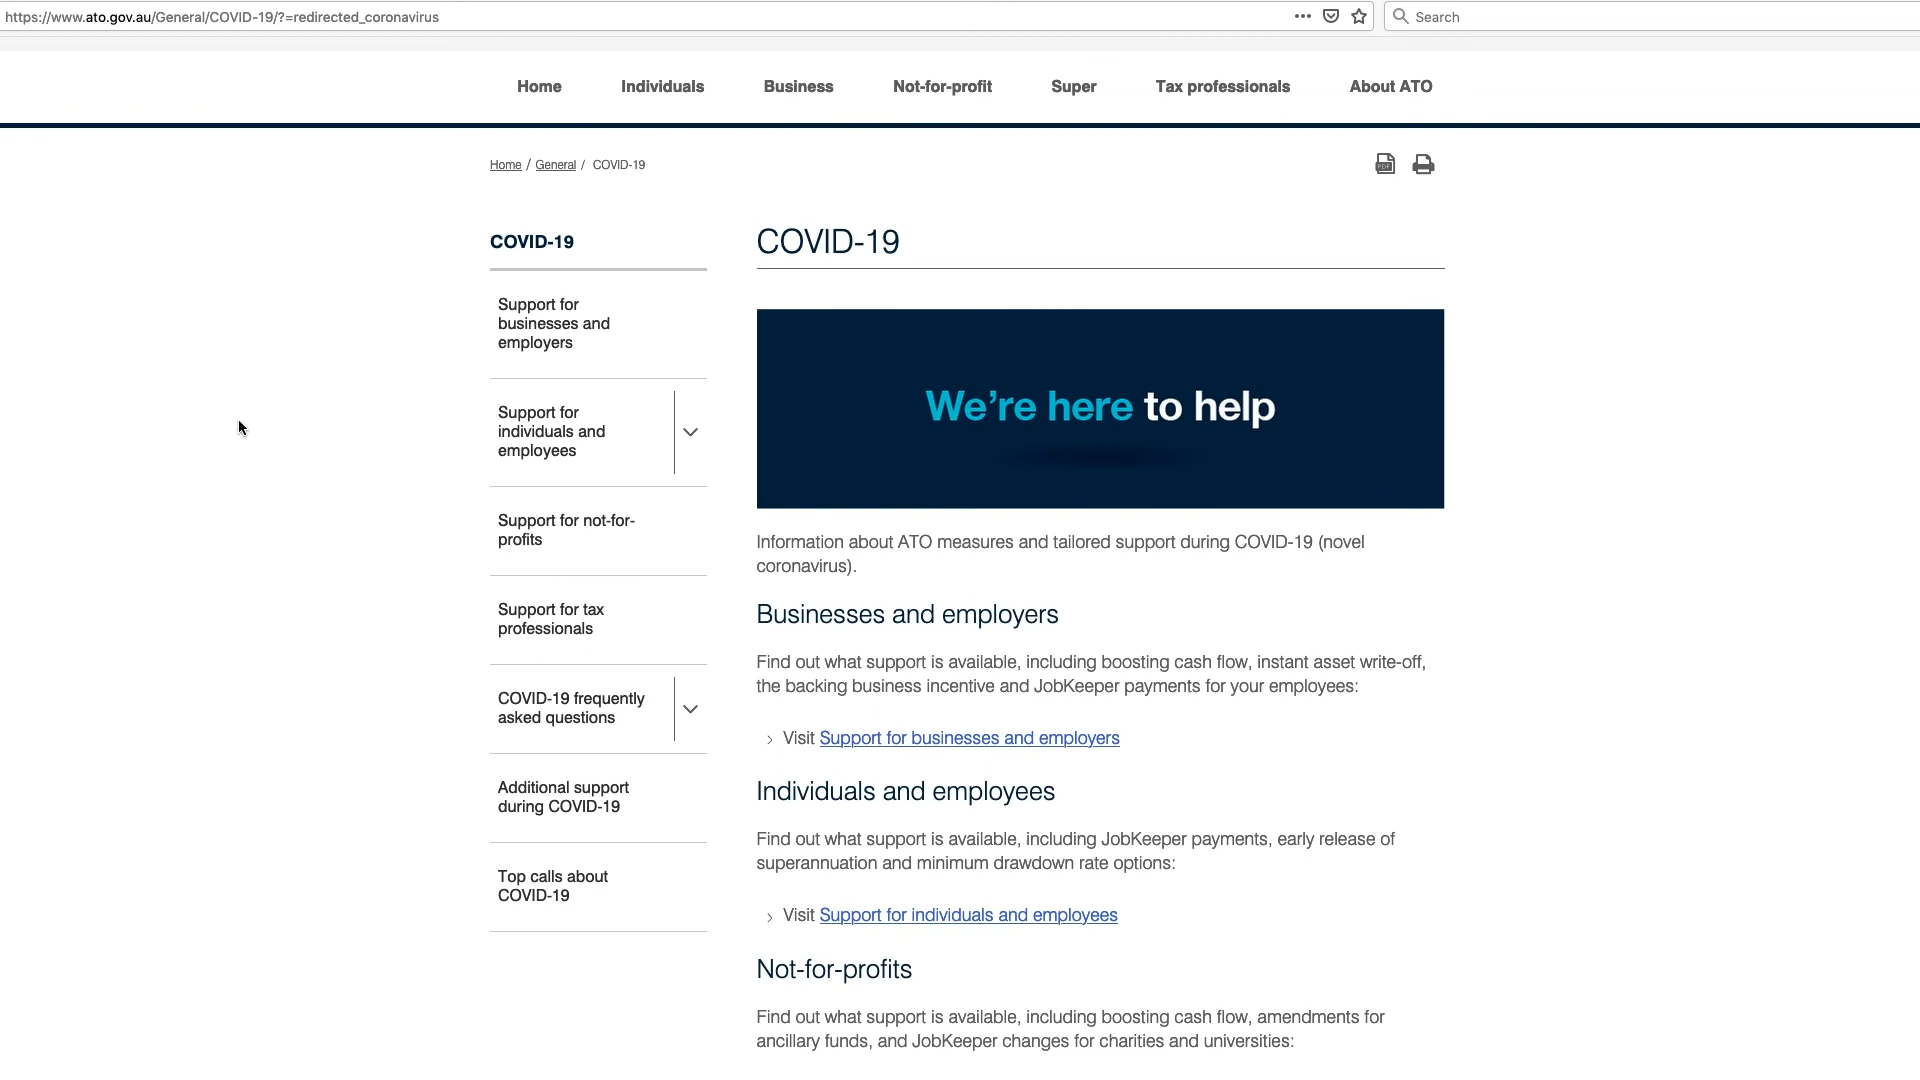 https://www.ato.gov.au/General/COVID-19/?=redirected_coronavirus
Search
Home Individuals Business Not-for-profit Super Tax professionals About ATO
Home / General / COVID-19
PDF
COVID-19
Support for
businesses and
employers
Support for
individuals and
employees
Support for not-for-
profits
Support for tax
professionals
COVID-19 frequently
asked questions
Additional support
during COVID-19
Top calls about
COVID-19
COVID-19
We're here to help
Information about ATO measures and tailored support during COVID-19 (novel
coronavirus).
Businesses and employers
Find out what support is available, including boosting cash flow, instant asset write-off,
the backing business incentive and JobKeeper payments for your employees:
› Visit Support for businesses and employers
Individuals and employees
Find out what support is available, including JobKeeper payments, early release of
superannuation and minimum drawdown rate options:
› Visit Support for individuals and employees
Not-for-profits
Find out what support is available, including boosting cash flow, amendments for
ancillary funds, and JobKeeper changes for charities and universities: